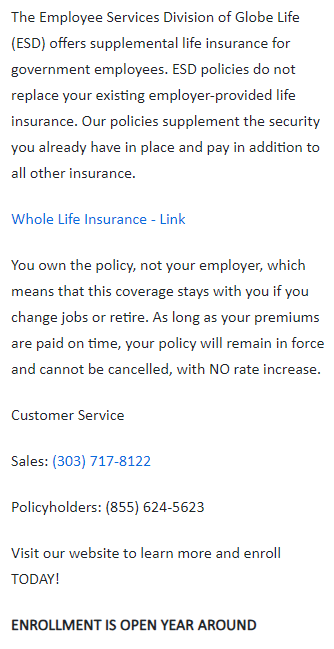 The Employee Services Division of Globe Life
(ESD) offers supplemental life insurance for
government employees. ESD policies do not
replace your existing employer-provided life
insurance. Our policies supplement the security
you already have in place and pay in addition to
all other insurance.
Whole Life Insurance - Link
You own the policy, not your employer, which
means that this coverage stays with you if you
change jobs or retire. As long as your premiums
are paid on time, your policy will remain in force
and cannot be cancelled, with NO rate increase.
Customer Service
Sales: (303) 717-8122
Policyholders: (855) 624-5623
Visit our website to learn more and enroll
TODAY!
ENROLLMENT IS OPEN YEAR AROUND